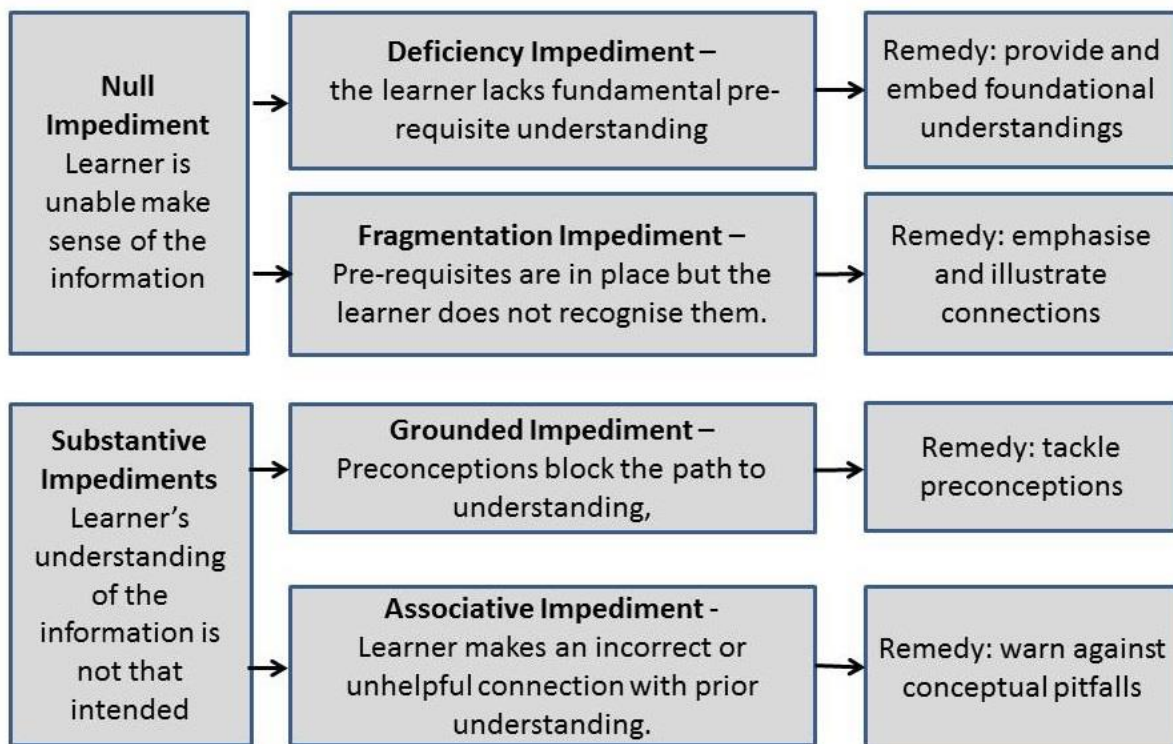 Null
Impediment
Learner is
unable make
sense of the
information
Deficiency Impediment –
the learner lacks fundamental pre-
requisite understanding
Remedy: provide and
embed foundational
understandings
Fragmentation Impediment –
Pre-requisites are in place but the
learner does not recognise them.
Remedy: emphasise
and illustrate
connections
Substantive
Impediments
Learner’s
understanding
of the
information is
not that
intended
Grounded Impediment –
Preconceptions block the path to
understanding,
Remedy: tackle
preconceptions
Associative Impediment -
Learner makes an incorrect or
unhelpful connection with prior
understanding.
Remedy: warn against
conceptual pitfalls